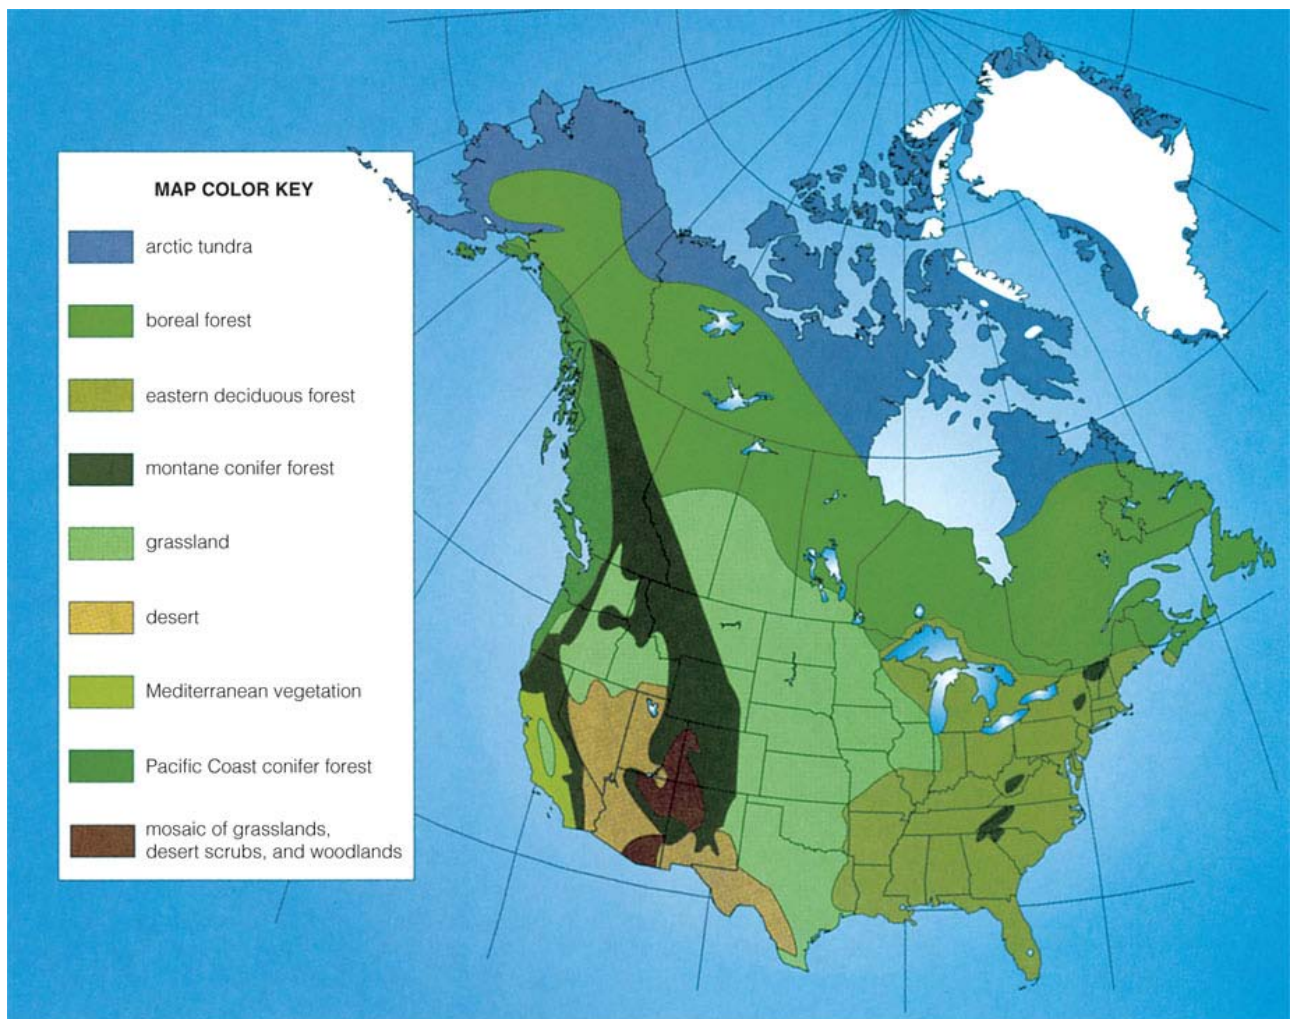 MAP COLOR KEY
arctic tundra
boreal forest
eastern deciduous forest
montane conifer forest
grassland
desert
Mediterranean vegetation
Pacific Coast conifer forest
mosaic of grasslands,
desert scrubs, and woodlands